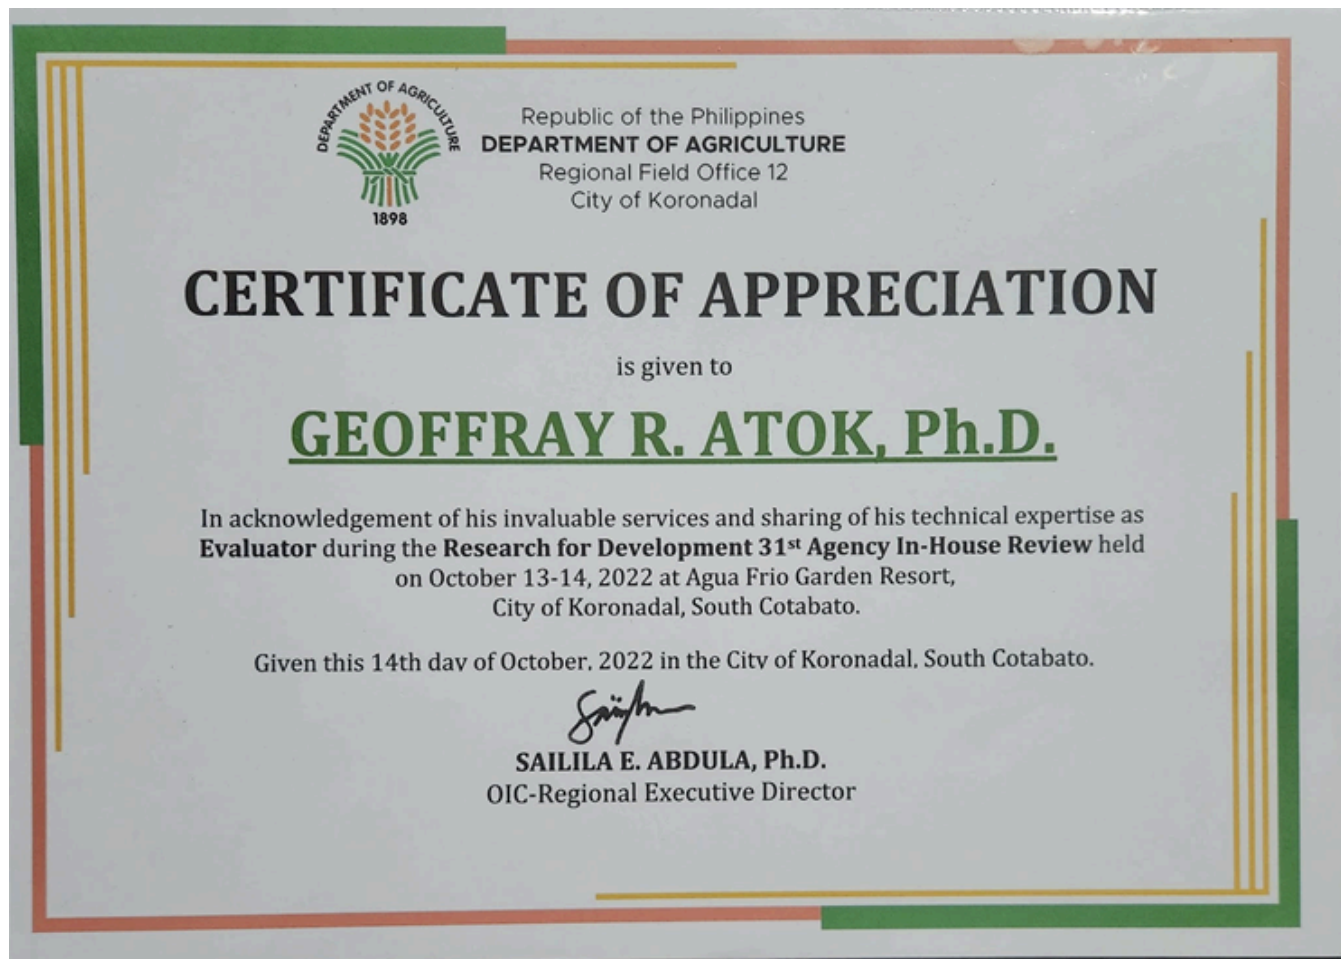 DEPARTMENT OF AGRICULTURE
1898
Republic of the Philippines
DEPARTMENT OF AGRICULTURE
Regional Field Office 12
City of Koronadal
CERTIFICATE OF APPRECIATION
is given to
GEOFFRAY R. ATOK, Ph.D.
In acknowledgement of his invaluable services and sharing of his technical expertise as
Evaluator during the Research for Development 31st Agency In-House Review held
on October 13-14, 2022 at Agua Frio Garden Resort,
City of Koronadal, South Cotabato.
Given this 14th day of October, 2022 in the City of Koronadal, South Cotabato.
SAILILA E. ABDULA, Ph.D.
OIC-Regional Executive Director